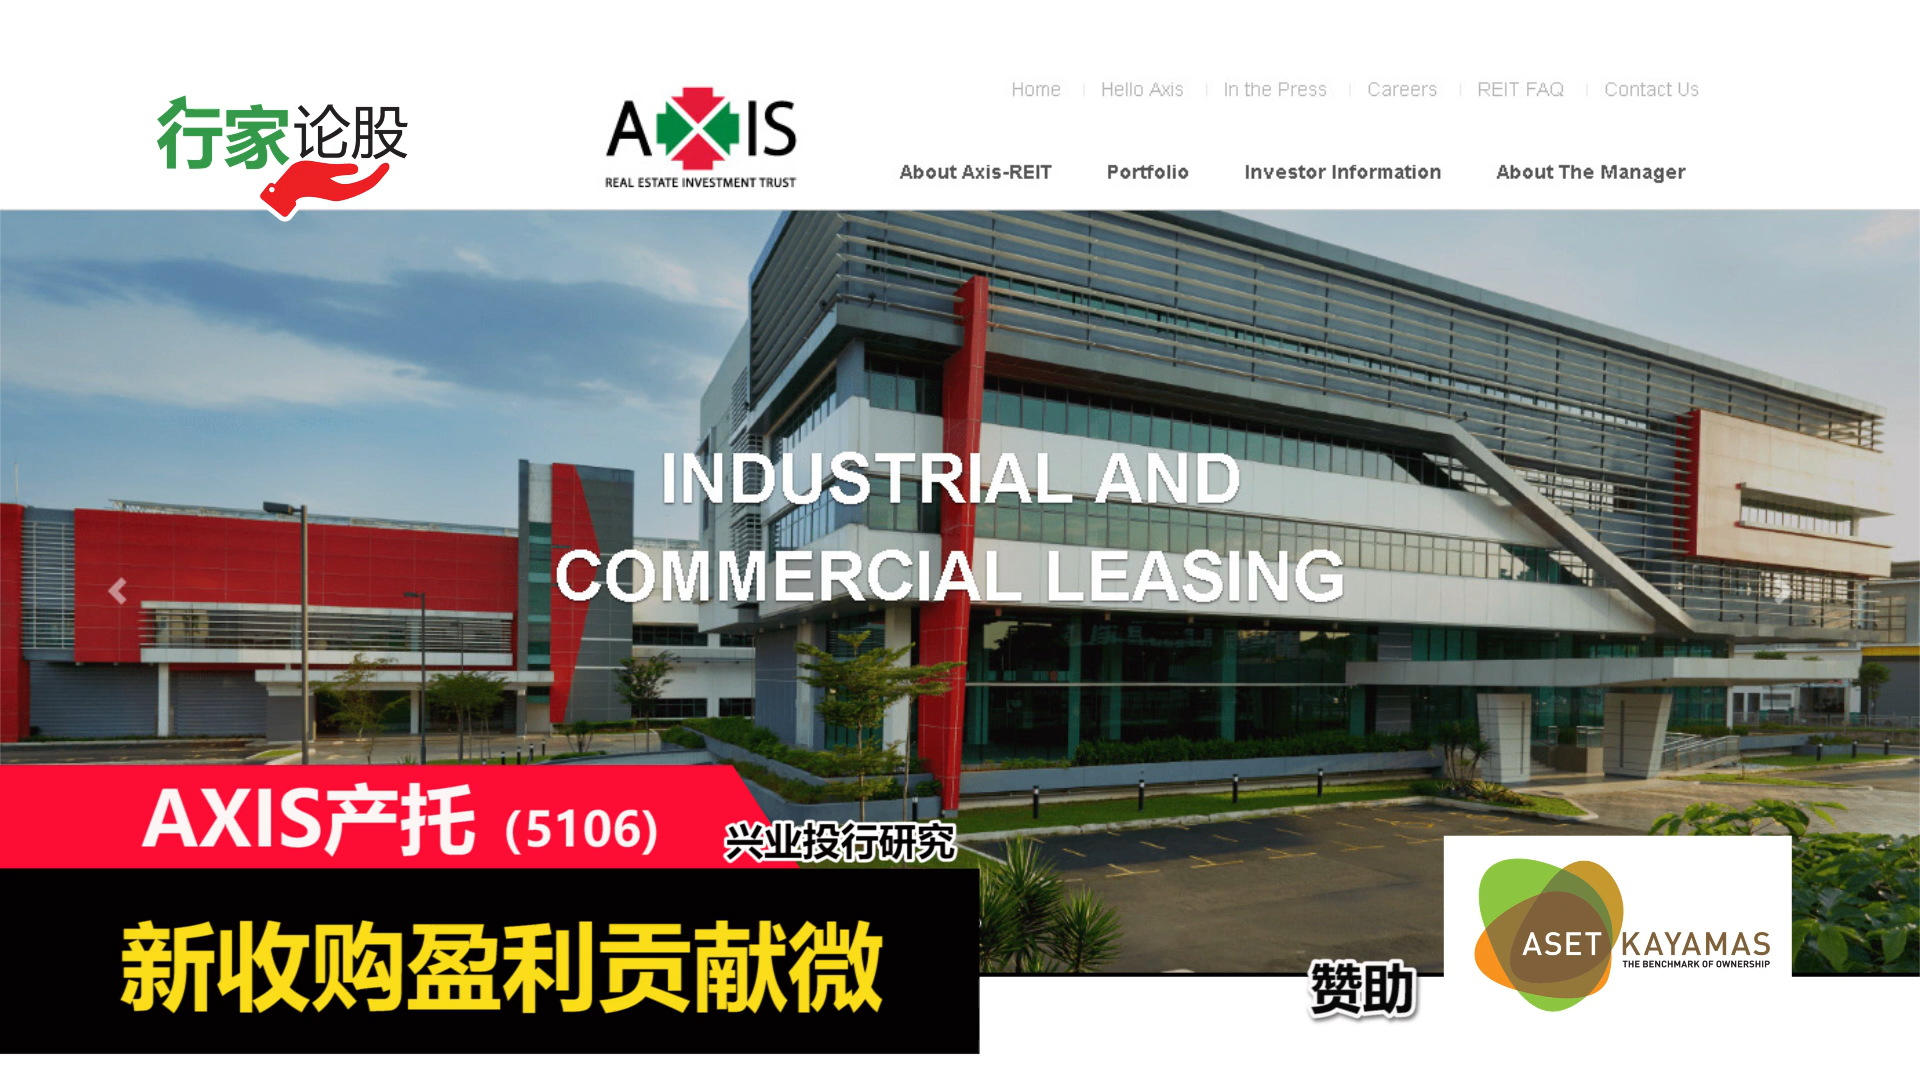 行家论股
AXIS
REAL ESTATE INVESTMENT TRUST
Home
Hello Axis
In the Press
Careers
REIT FAQ
Contact Us
About Axis-REIT
Portfolio
Investor Information
About The Manager
INDUSTRIAL AND
COMMERCIAL LEASING
AXIS产托（5106）
兴业投行研究
新收购盈利贡献微
赞助
ASET KAYAMAS
THE BENCHMARK OF OWNERSHIP